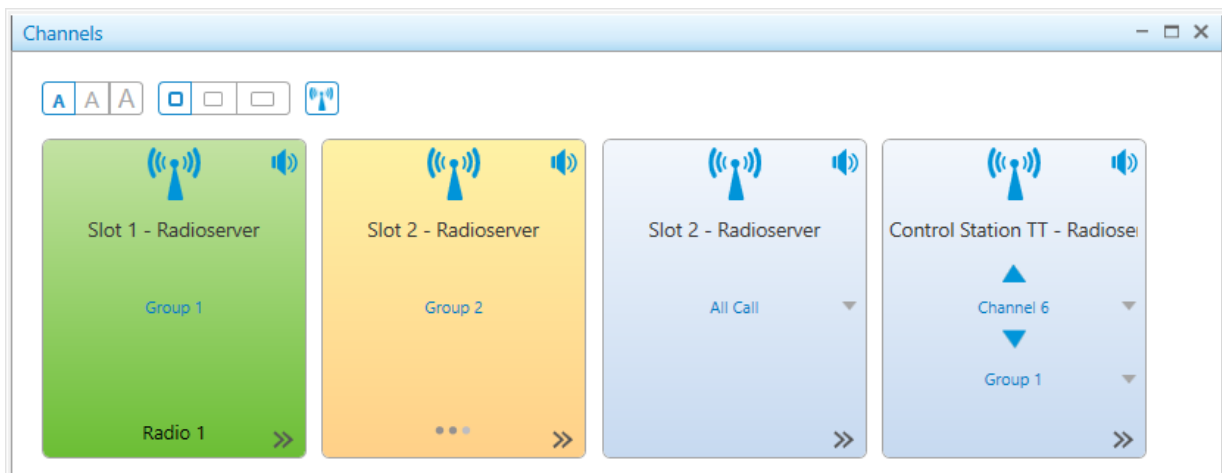 Channels
A A A
Slot 1 - Radioserver
Group 1
Radio 1
Slot 2 - Radioserver
Group 2
Slot 2 - Radioserver
All Call
Control Station TT - Radioser
Channel 6
Group 1